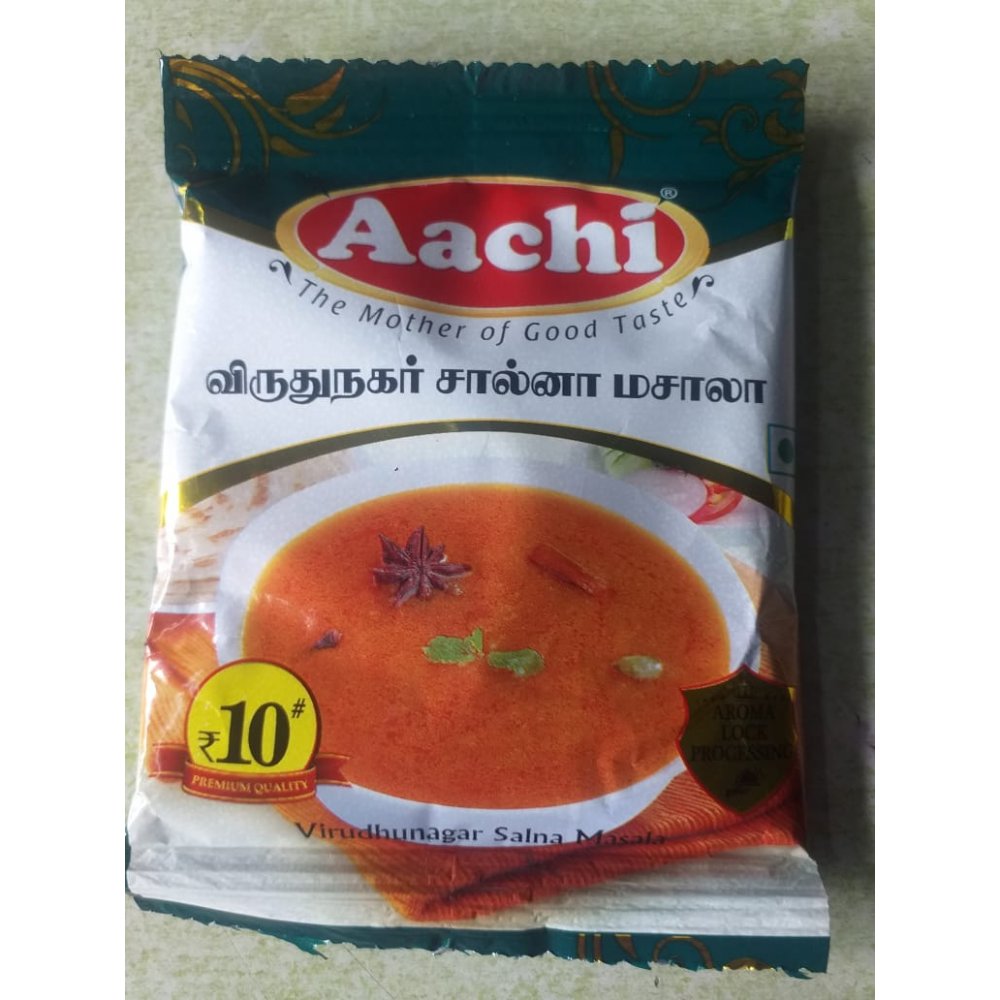 Aachi®
The Mother of Good Taste
விருதுநகர் சால்னா மசாலா
₹10#
PREMIUM QUALITY
AROMA
LOCK
PROCESSING
Virudhunagar Salna Masala